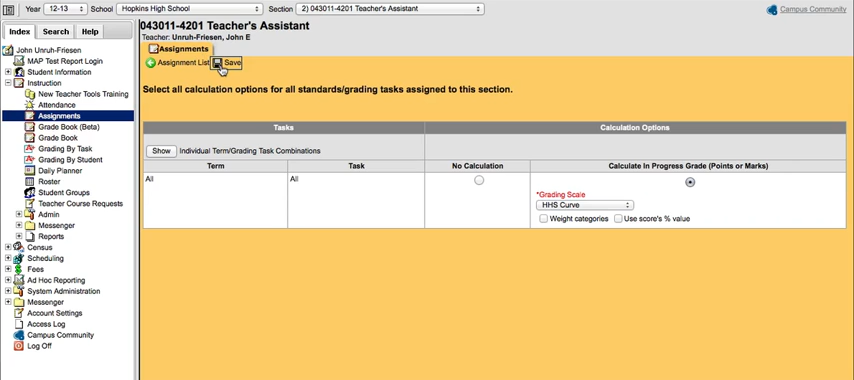 Year 12-13 School Hopkins High School Section 2) 043011-4201 Teacher's Assistant Campus Community
Index Search Help
John Unruh-Friesen
MAP Test Report Login
Student Information
Instruction
New Teacher Tools Training
Attendance
Assignments
Grade Book (Beta)
Grade Book
Grading By Task
Grading By Student
Daily Planner
Roster
Student Groups
Teacher Course Requests
Admin
Messenger
Reports
Census
Scheduling
Fees
Ad Hoc Reporting
System Administration
Messenger
Account Settings
Access Log
Campus Community
Log Off
043011-4201 Teacher's Assistant
Teacher: Unruh-Friesen, John E
Assignments
Assignment List Save
Select all calculation options for all standards/grading tasks assigned to this section.
Tasks Calculation Options
Show Individual Term/Grading Task Combinations
Term Task No Calculation Calculate In Progress Grade (Points or Marks)
All All
*Grading Scale
HHS Curve
Weight categories Use score's % value